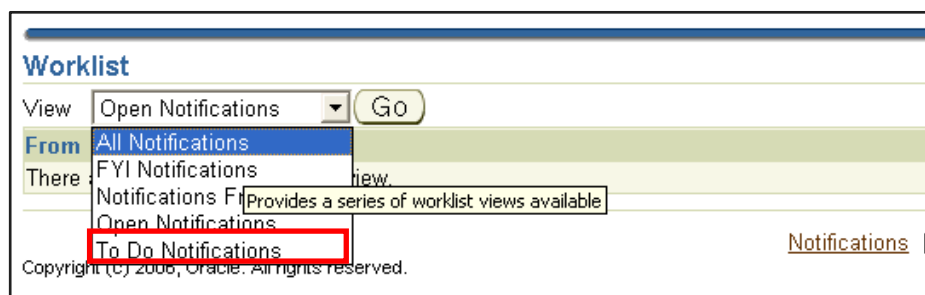 Worklist
View Open Notifications Go
All Notifications
From
FYI Notifications
There view.
Notifications Fr
Provides a series of worklist views available
Open Notifications
To Do Notifications
Notifications
Copyright (c) 2006, Oracle. All rights reserved.